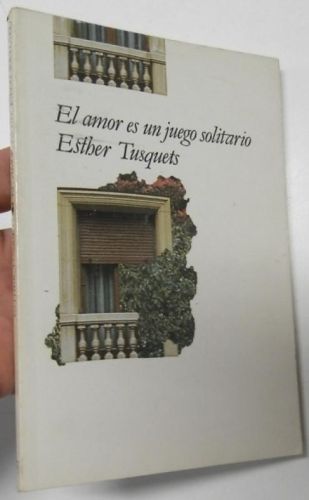 El amor es un juego solitario
Esther Tusquets